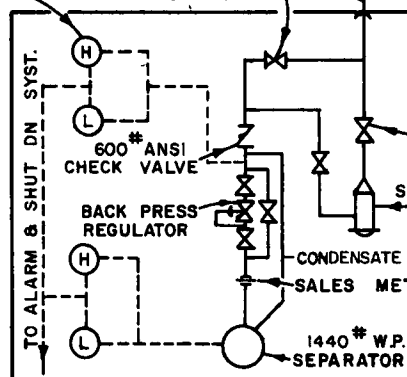 TO ALARM & SHUT DN SYST.
H
L
600# ANSI
CHECK VALVE
BACK PRESS
REGULATOR
H
L
S
CONDENSATE
SALES MET
1440# W.P.
SEPARATOR